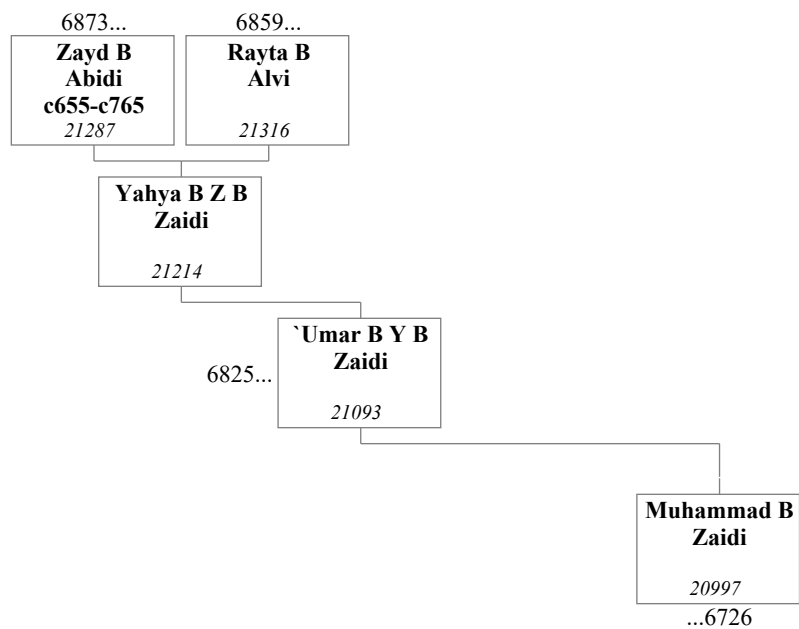 6873...
6859...
Zayd B
Abidi
c655-c765
21287
Rayta B
Alvi
21316
Yahya B Z B
Zaidi
21214
6825...
`Umar B Y B
Zaidi
21093
Muhammad B
Zaidi
20997
...6726